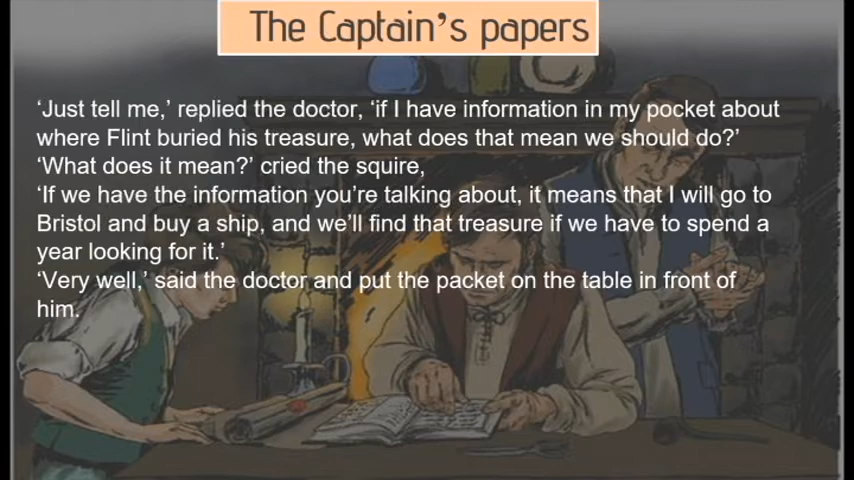 The Captain's papers
‘Just tell me,’ replied the doctor, ‘if I have information in my pocket about
where Flint buried his treasure, what does that mean we should do?’
‘What does it mean?’ cried the squire,
‘If we have the information you’re talking about, it means that I will go to
Bristol and buy a ship, and we’ll find that treasure if we have to spend a
year looking for it.’
‘Very well,’ said the doctor and put the packet on the table in front of
him.